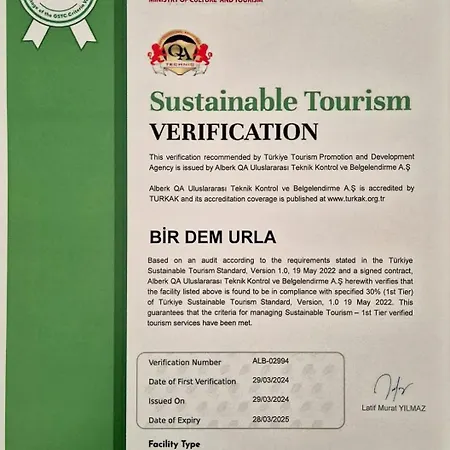 MINISTRY OF CULTURE AND TOURISM
QA
TECHNIC
Sustainable Tourism
VERIFICATION
This verification recommended by Türkiye Tourism Promotion and Development
Agency is issued by Alberk QA Uluslararası Teknik Kontrol ve Belgelendirme A.Ş
Alberk QA Uluslararası Teknik Kontrol ve Belgelendirme A.Ş is accredited by
TURKAK and its accreditation coverage is published at www.turkak.org.tr
BİR DEM URLA
Based on an audit according to the requirements stated in the Türkiye
Sustainable Tourism Standard, Version 1.0, 19 May 2022 and a signed contract,
Alberk QA Uluslararası Teknik Kontrol ve Belgelendirme A.Ş herewith verifies that
the facility listed above is found to be in compliance with specified 30% (1st Tier)
of Türkiye Sustainable Tourism Standard, Version, 1.0 19 May 2022. This
guarantees that the criteria for managing Sustainable Tourism – 1st Tier verified
tourism services have been met.
Verification Number ALB-02994
Date of First Verification 29/03/2024
Issued On 29/03/2024
Date of Expiry 28/03/2025
Latif Murat YILMAZ
Facility Type